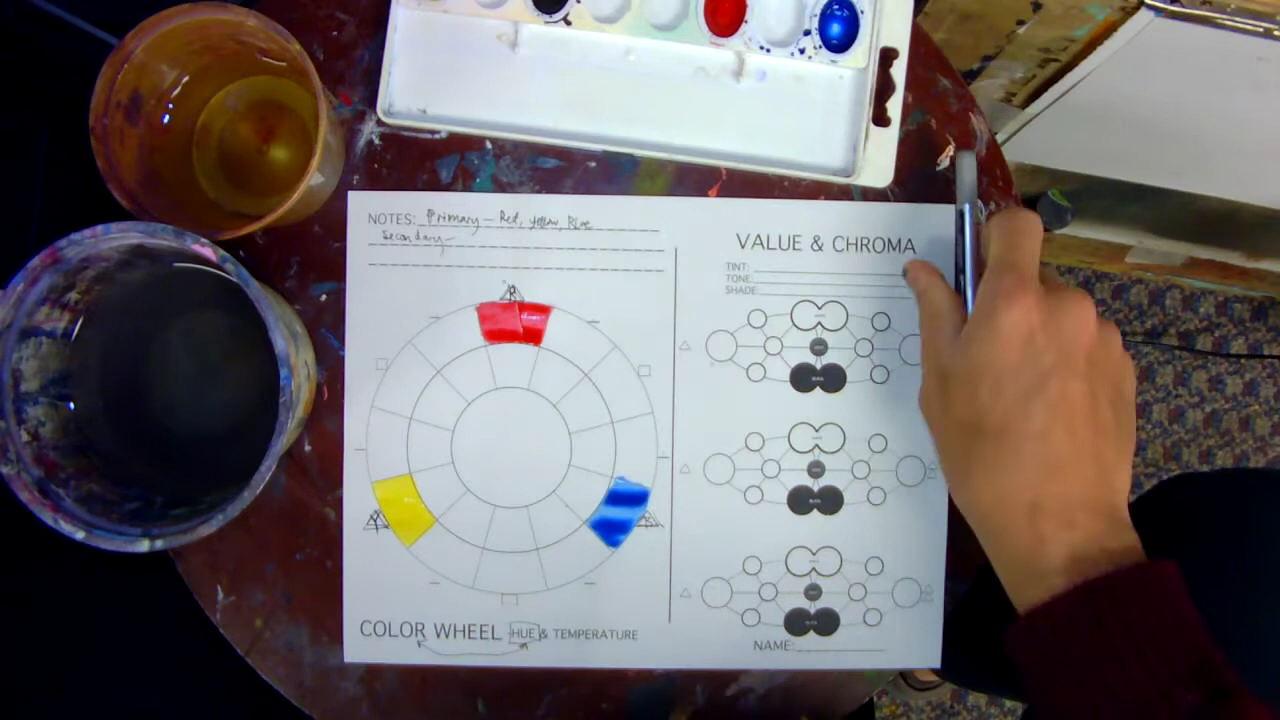 NOTES: Primary - Red, yellow, Blue
Secondary-
COLOR WHEEL HUE & TEMPERATURE
VALUE & CHROMA
TINT:
TONE:
SHADE:
NAME: